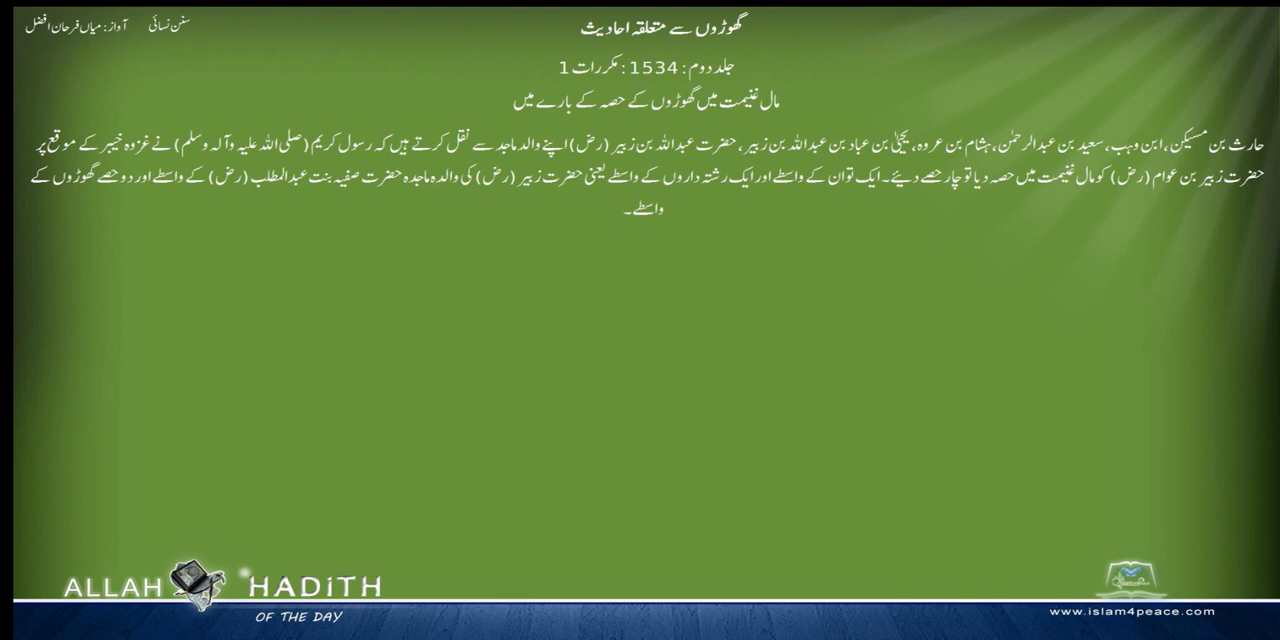 گھوڑوں سے متعلقہ احادیث
سنن نسائی آواز: میاں فرحان افضل
جلد دوم: 1534 : مکررات 1
مال غنیمت میں گھوڑوں کے حصہ کے بارے میں
حارث بن مسیکن، ابن وہب، سعید بن عبدالرحمٰن، ہشام بن عروہ، یحیٰی بن عباد بن عبداللہ بن زبیر، حضرت عبداللہ بن زبیر (رض) اپنے والد ماجد سے نقل کرتے ہیں کہ رسول کریم (صلی اللہ علیہ وآلہ وسلم) نے غزوہ خیبر کے موقع پر
حضرت زبیر بن عوام (رض) کو مال غنیمت میں حصہ دیا تو چار حصے دیئے۔ ایک تو ان کے واسطے اور ایک رشتہ داروں کے واسطے یعنی حضرت زبیر (رض) کی والدہ ماجدہ حضرت صفیہ بنت عبدالمطلب (رض) کے واسطے اور دو حصے گھوڑوں کے
واسطے۔
ALLAH HADITH
OF THE DAY
www.islam4peace.com